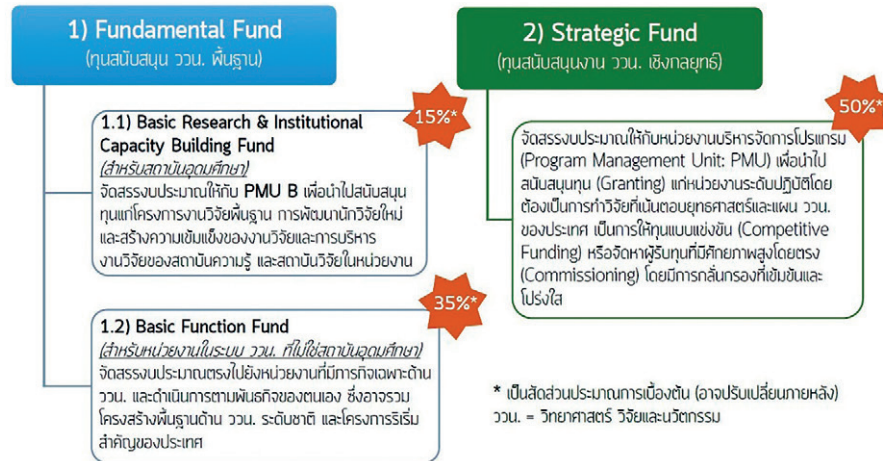 1) Fundamental Fund
(ทุนสนับสนุน ววน. พื้นฐาน)
15%*
1.1) Basic Research & Institutional
Capacity Building Fund
(สำหรับสถาบันอุดมศึกษา)
จัดสรรงบประมาณให้กับ PMU B เพื่อนำไปสนับสนุน
ทุนแก่โครงการงานวิจัยพื้นฐาน การพัฒนานักวิจัยใหม่
และสร้างความเข้มแข็งของงานวิจัยและการบริหาร
งานวิจัยของสถาบันความรู้ และสถาบันวิจัยในหน่วยงาน
35%*
1.2) Basic Function Fund
(สำหรับหน่วยงานในระบบ ววน. ที่ไม่ใช่สถาบันอุดมศึกษา)
จัดสรรงบประมาณตรงไปยังหน่วยงานที่มีภารกิจเฉพาะด้าน
ววน. และดำเนินการตามพันธกิจของตนเอง ซึ่งอาจรวม
โครงสร้างพื้นฐานด้าน ววน. ระดับชาติ และโครงการริเริ่ม
สำคัญของประเทศ
2) Strategic Fund
(ทุนสนับสนุนงาน ววน. เชิงกลยุทธ์)
50%*
จัดสรรงบประมาณให้กับหน่วยงานบริหารจัดการโปรแกรม
(Program Management Unit: PMU) เพื่อนำไป
สนับสนุนทุน (Granting) แก่หน่วยงานระดับปฏิบัติโดย
ต้องเป็นการทำวิจัยที่เน้นตอบยุทธศาสตร์และแผน ววน.
ของประเทศ เป็นการให้ทุนแบบแข่งขัน (Competitive
Funding) หรือจัดหาผู้รับทุนที่มีศักยภาพสูงโดยตรง
(Commissioning) โดยมีการกลั่นกรองที่เข้มข้นและ
โปร่งใส
* เป็นสัดส่วนประมาณการเบื้องต้น (อาจปรับเปลี่ยนภายหลัง)
ววน. = วิทยาศาสตร์ วิจัยและนวัตกรรม